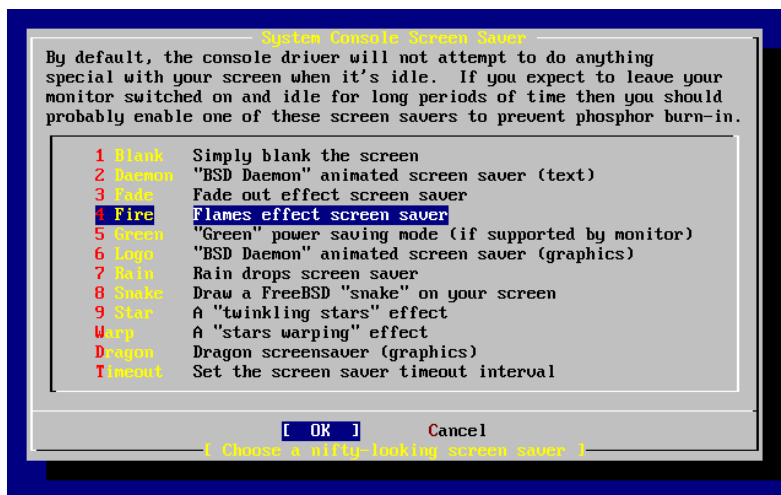 System Console Screen Saver
By default, the console driver will not attempt to do anything
special with your screen when it's idle.  If you expect to leave your
monitor switched on and idle for long periods of time then you should
probably enable one of these screen savers to prevent phosphor burn-in.
1 Blank    Simply blank the screen
2 Daemon   "BSD Daemon" animated screen saver (text)
3 Fade     Fade out effect screen saver
4 Fire     Flames effect screen saver
5 Green    "Green" power saving mode (if supported by monitor)
6 Logo     "BSD Daemon" animated screen saver (graphics)
7 Rain     Rain drops screen saver
8 Snake    Draw a FreeBSD "snake" on your screen
9 Star     A "twinkling stars" effect
Warp       A "stars warping" effect
Dragon     Dragon screensaver (graphics)
Timeout    Set the screen saver timeout interval
[  OK  ]       Cancel
[ Choose a nifty-looking screen saver ]